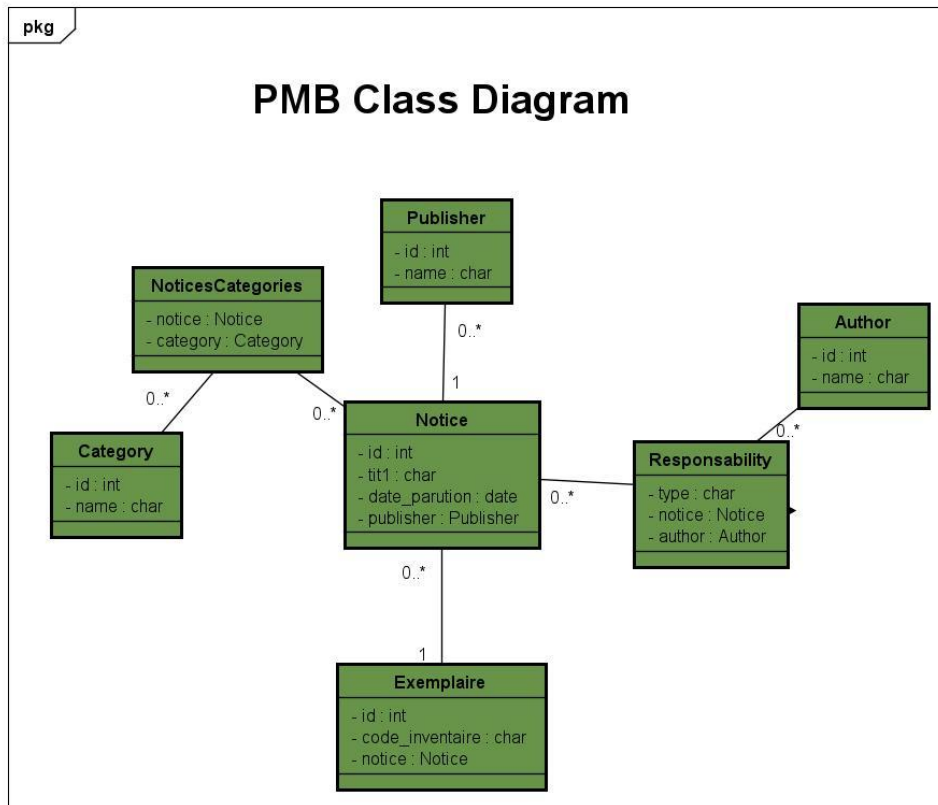 pkg
PMB Class Diagram
Publisher
- id : int
- name : char
0..*
1
NoticesCategories
- notice : Notice
- category : Category
0..*
0..*
Category
- id : int
- name : char
Notice
- id : int
- tit1 : char
- date_parution : date
- publisher : Publisher
0..*
0..*
Author
- id : int
- name : char
0..*
Responsability
- type : char
- notice : Notice
- author : Author
1
Exemplaire
- id : int
- code_inventaire : char
- notice : Notice